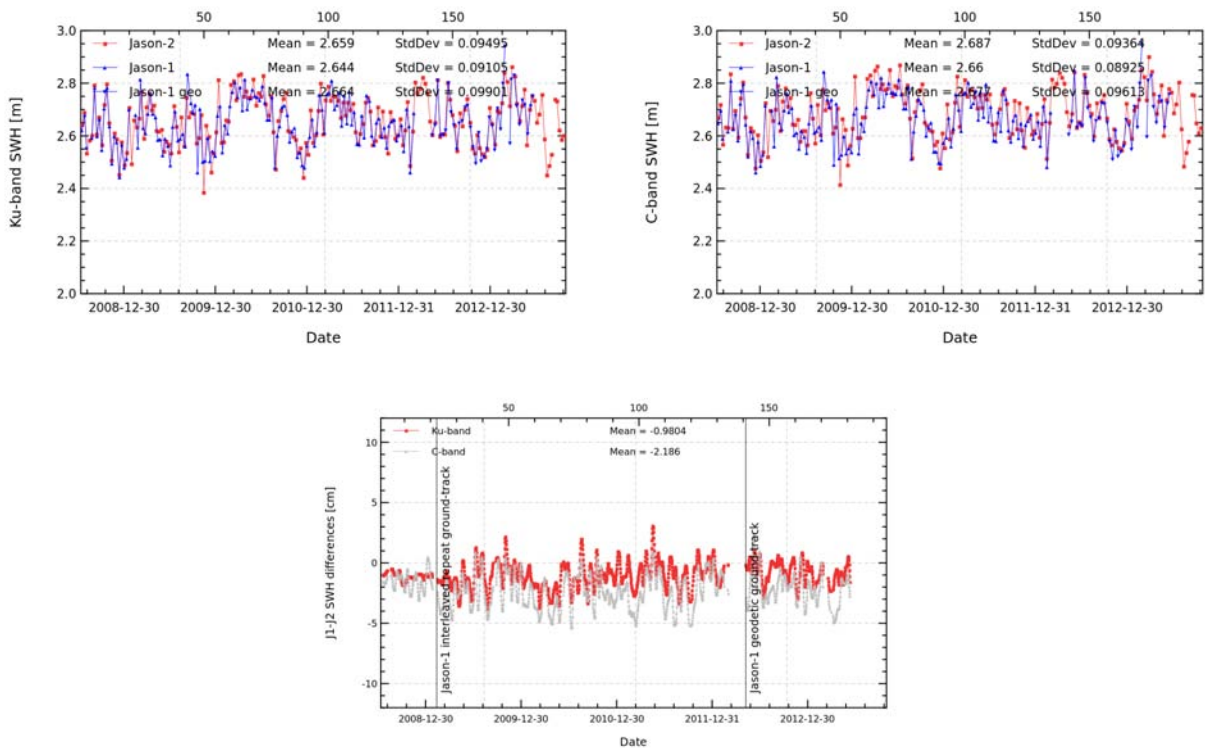 50 100 150
3.0
Jason-2 Mean = 2.659 StdDev = 0.09495
Jason-1 Mean = 2.644 StdDev = 0.09105
2.8
Jason-1 geo Mean = 2.664 StdDev = 0.09901
2.6
2.4
2.2
2.0
Ku-band SWH [m]
2008-12-30 2009-12-30 2010-12-30 2011-12-31 2012-12-30
Date
50 100 150
3.0
Jason-2 Mean = 2.687 StdDev = 0.09364
Jason-1 Mean = 2.66 StdDev = 0.08925
2.8
Jason-1 geo Mean = 2.677 StdDev = 0.09613
2.6
2.4
2.2
2.0
C-band SWH [m]
2008-12-30 2009-12-30 2010-12-30 2011-12-31 2012-12-30
Date
50 100 150
Ku-band Mean = -0.9804
10
C-band Mean = -2.186
5
0
-5
-10
J1-J2 SWH differences [cm]
Jason-1 interleaved repeat ground-track
Jason-1 geodetic ground-track
2008-12-30 2009-12-30 2010-12-30 2011-12-31 2012-12-30
Date